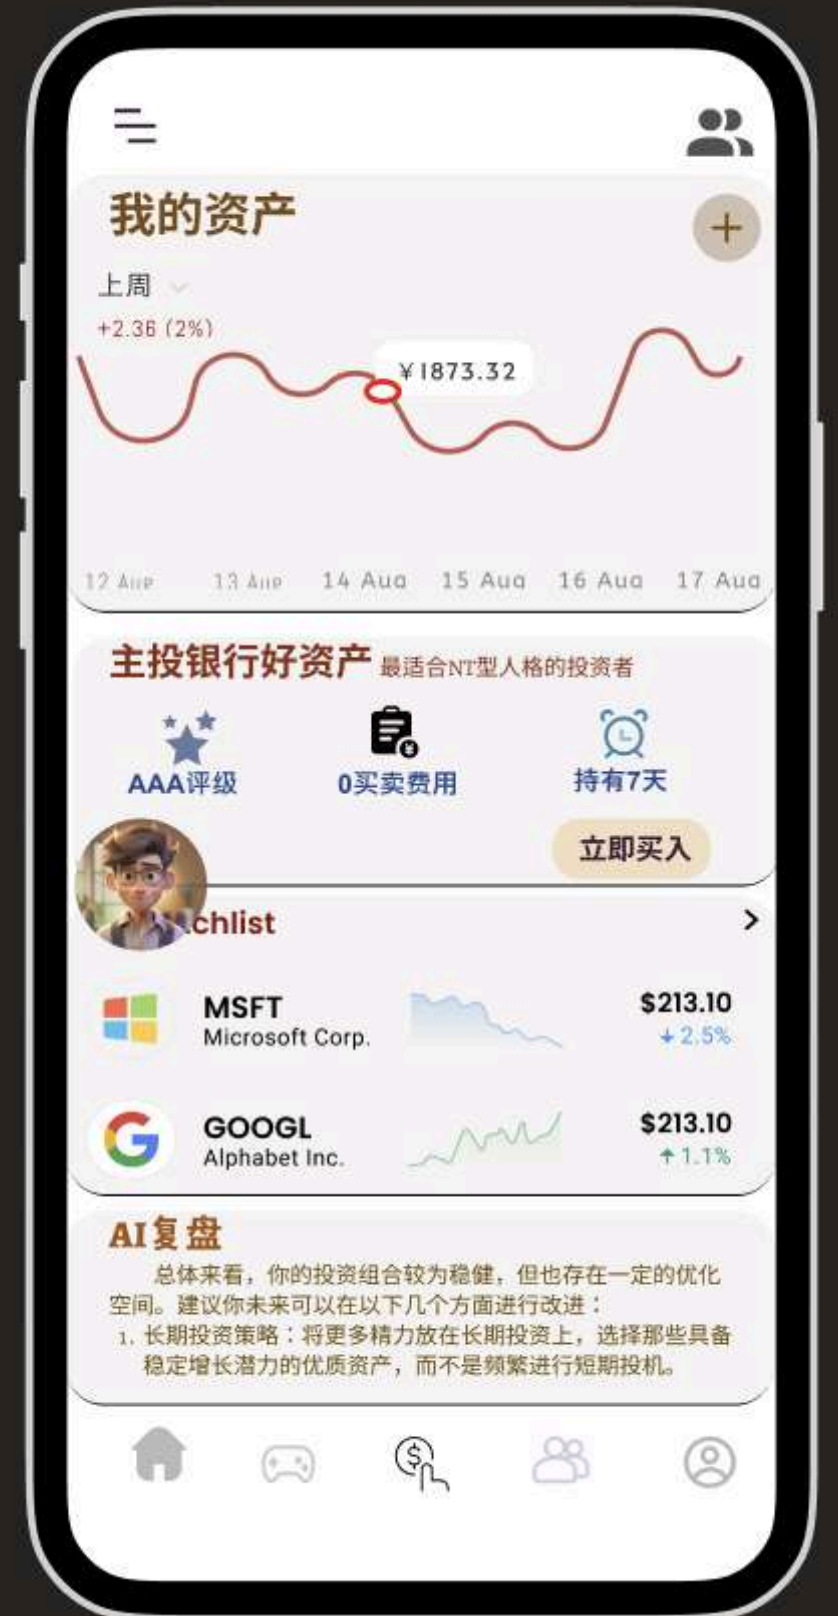 我的资产
上周
+2.36 (2%)
¥1873.32
12 Aug 13 Aug 14 Aug 15 Aug 16 Aug 17 Aug
主投银行好资产 最适合NT型人格的投资者
AAA评级 0买卖费用 持有7天
立即买入
chlist
MSFT
$213.10
Microsoft Corp.
2.5%
GOOGL
$213.10
Alphabet Inc.
1.1%
AI复盘
总体来看，你的投资组合较为稳健，但也存在一定的优化
空间。建议你未来可以在以下几个方面进行改进：
1. 长期投资策略：将更多精力放在长期投资上，选择那些具备
稳定增长潜力的优质资产，而不是频繁进行短期投机。